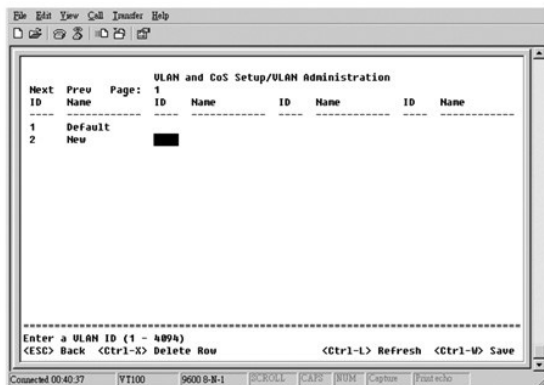 File Edit View Call Transfer Help
VLAN and CoS Setup/VLAN Administration
Next Prev Page: 1
ID Name ID Name ID Name ID Name
1 Default
2 New
Enter a VLAN ID (1 - 4094)
<ESC> Back <Ctrl-X> Delete Row <Ctrl-L> Refresh <Ctrl-W> Save
Connected 00:40:37 VT100 9600 8-N-1 SCROLL CAPS NUM Capture Print echo